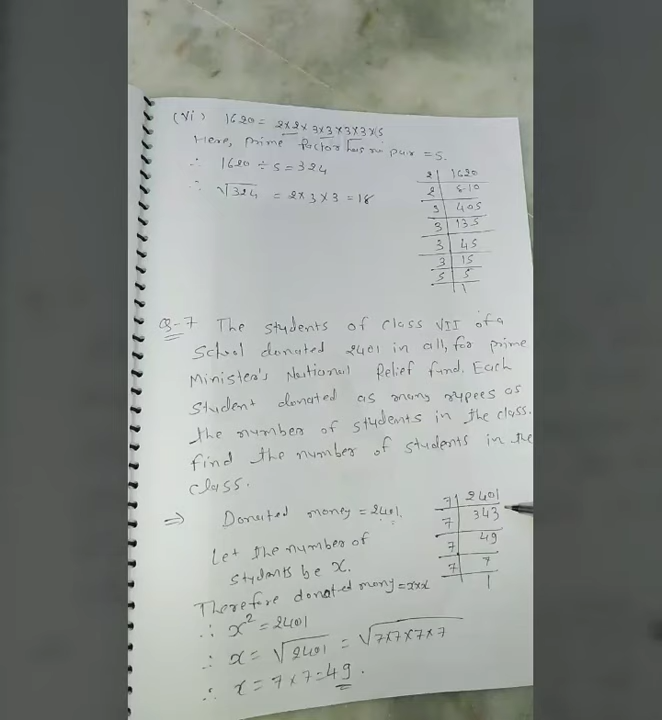 (vi) 1620 = 2×2×3×3×3×3×5
Here, prime factor has no pair = 5.
∴ 1620 ÷ 5 = 324
∴ √324 = 2×3×3 = 18
2 | 1620
2 | 810
3 | 405
3 | 135
3 | 45
3 | 15
5 | 5
1
Q-7 The students of class VII of a
School donated 2401 in all, for prime
Minister's National Relief fund. Each
student donated as many rupees as
the number of students in the class.
find the number of students in the
class.
⇒ Donated money = 2401.
Let the number of
students be x.
Therefore donated mony = x×x
∴ x² = 2401
∴ x = √2401 = √7×7×7×7
∴ x = 7×7=49.
7 | 2401
7 | 343
7 | 49
7 | 7
1